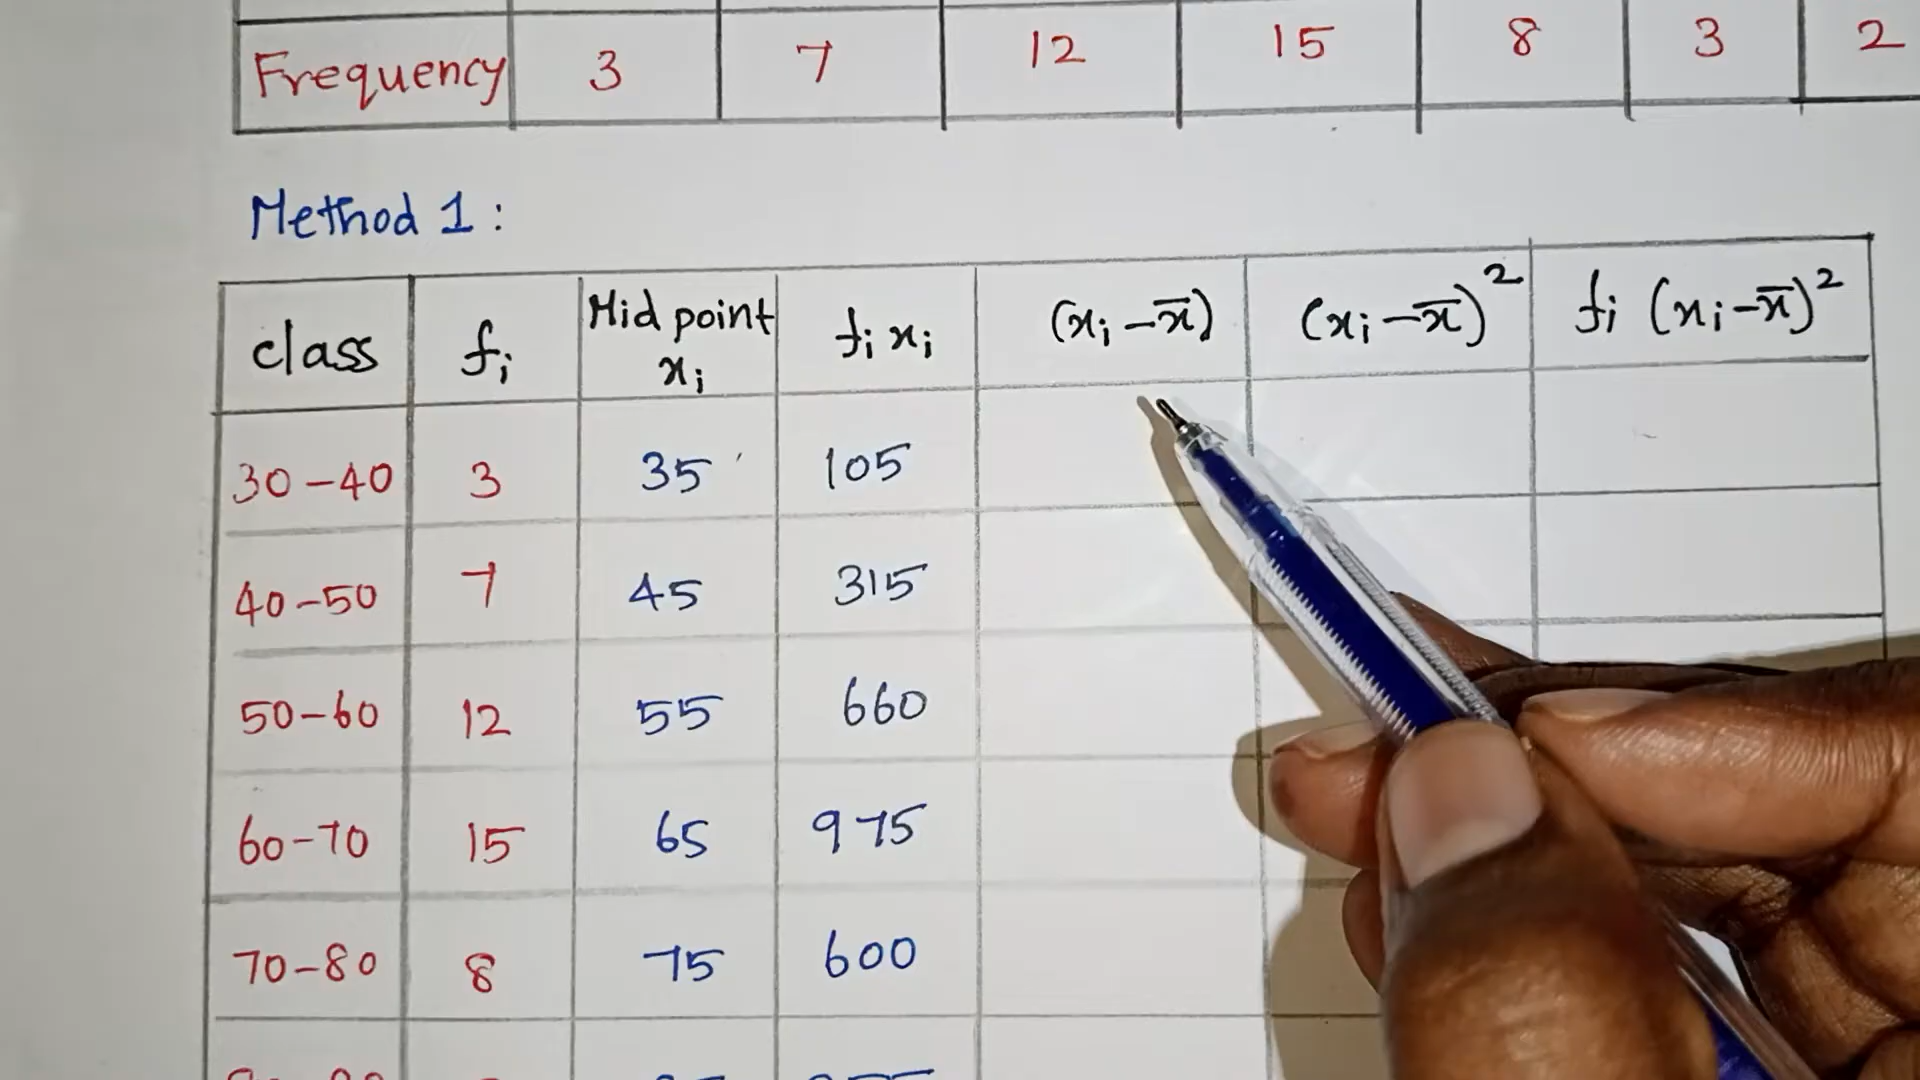 Frequency 3 7 12 15 8 3 2
Method 1 :
class fᵢ Mid point xᵢ fᵢ xᵢ (xᵢ – x̄) (xᵢ – x̄)² fᵢ (xᵢ – x̄)²
30 – 40 3 35 105
40 – 50 7 45 315
50 – 60 12 55 660
60 – 70 15 65 975
70 – 80 8 75 600